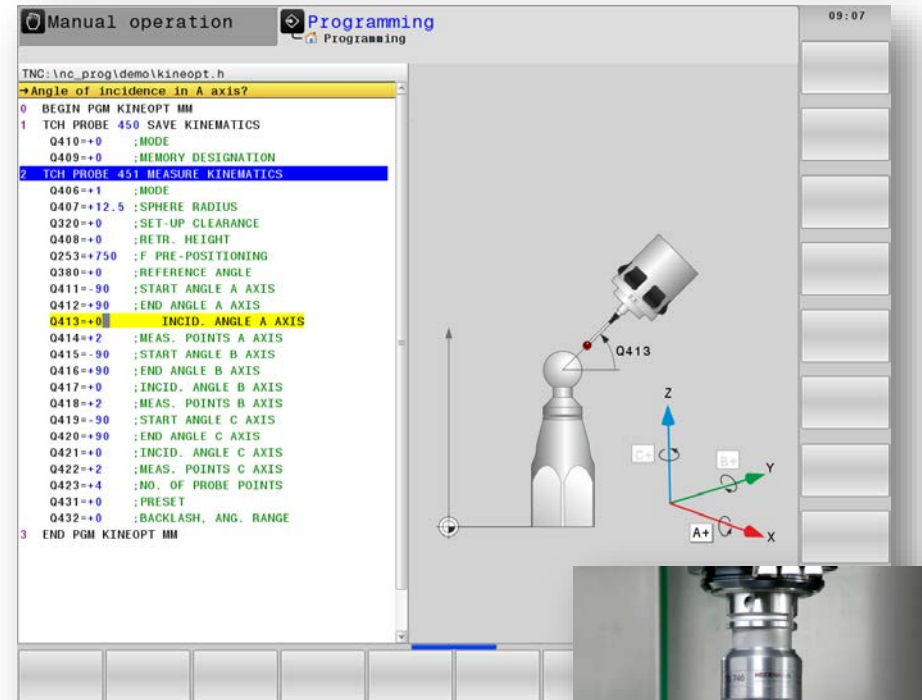 Manual operation
Programming
Programming
09:07
TNC:\nc_prog\demo\kineopt.h
→Angle of incidence in A axis?
0 BEGIN PGM KINEOPT MM
1 TCH PROBE 450 SAVE KINEMATICS
Q410=+0 ;MODE
Q409=+0 ;MEMORY DESIGNATION
2 TCH PROBE 451 MEASURE KINEMATICS
Q406=+1 ;MODE
Q407=+12.5 ;SPHERE RADIUS
Q320=+0 ;SET-UP CLEARANCE
Q408=+0 ;RETR. HEIGHT
Q253=+750 ;F PRE-POSITIONING
Q380=+0 ;REFERENCE ANGLE
Q411=-90 ;START ANGLE A AXIS
Q412=+90 ;END ANGLE A AXIS
Q413=+0 INCID. ANGLE A AXIS
Q414=+2 ;MEAS. POINTS A AXIS
Q415=-90 ;START ANGLE B AXIS
Q416=+90 ;END ANGLE B AXIS
Q417=+0 ;INCID. ANGLE B AXIS
Q418=+2 ;MEAS. POINTS B AXIS
Q419=-90 ;START ANGLE C AXIS
Q420=+90 ;END ANGLE C AXIS
Q421=+0 ;INCID. ANGLE C AXIS
Q422=+2 ;MEAS. POINTS C AXIS
Q423=+4 ;NO. OF PROBE POINTS
Q431=+0 ;PRESET
Q432=+0 ;BACKLASH, ANG. RANGE
3 END PGM KINEOPT MM
Q413
Z
C+
B+
Y
A+
X
740